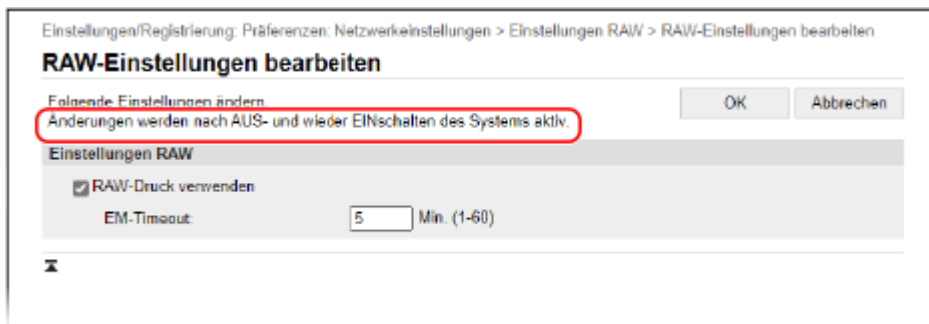 Einstellungen/Registrierung: Präferenzen: Netzwerkeinstellungen > Einstellungen RAW > RAW-Einstellungen bearbeiten
RAW-Einstellungen bearbeiten
Folgende Einstellungen ändern.
OK
Abbrechen
Änderungen werden nach AUS- und wieder EINschalten des Systems aktiv.
Einstellungen RAW
RAW-Druck verwenden
EM-Timeout: 5 Min. (1-60)